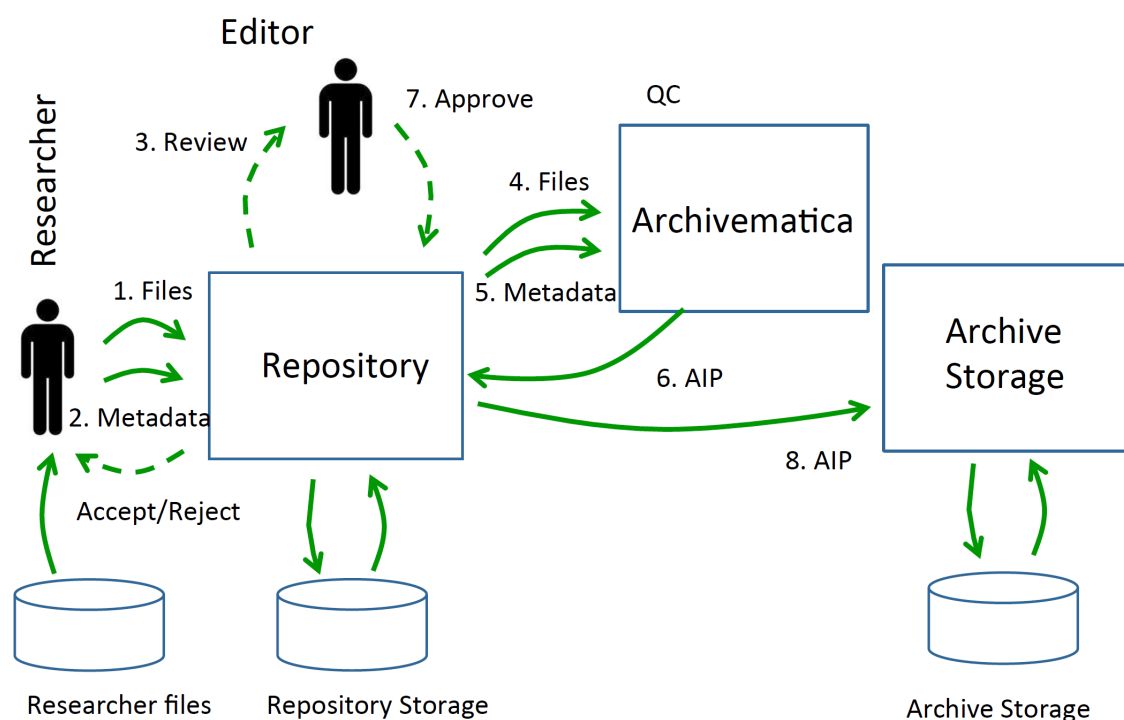 Editor
Researcher
3. Review
7. Approve
QC
4. Files
Archivematica
5. Metadata
1. Files
Repository
2. Metadata
Accept/Reject
6. AIP
Archive
Storage
8. AIP
Researcher files
Repository Storage
Archive Storage